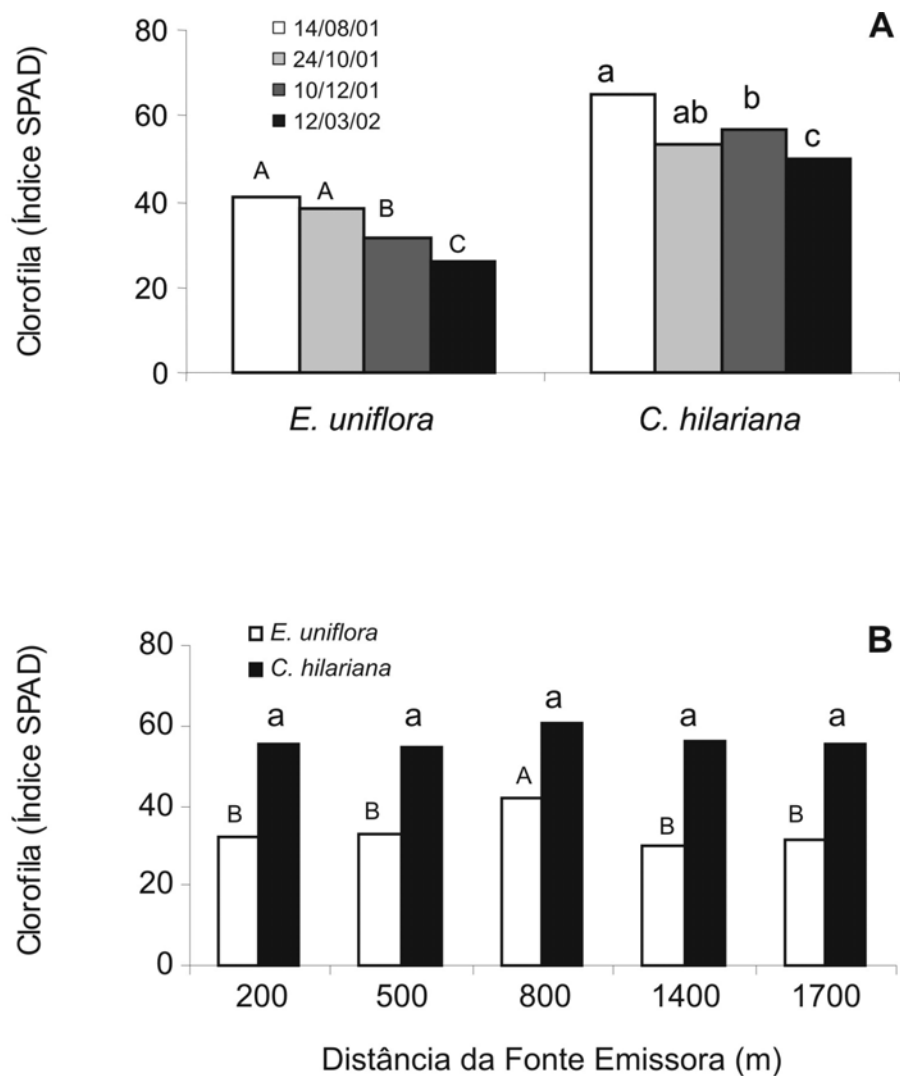 A
Clorofila (Índice SPAD)
80
60
40
20
0
14/08/01
24/10/01
10/12/01
12/03/02
A A B C
a ab b c
E. uniflora C. hilariana
B
Clorofila (Índice SPAD)
80
60
40
20
0
E. uniflora
C. hilariana
B a B a A a B a B a
200 500 800 1400 1700
Distância da Fonte Emissora (m)